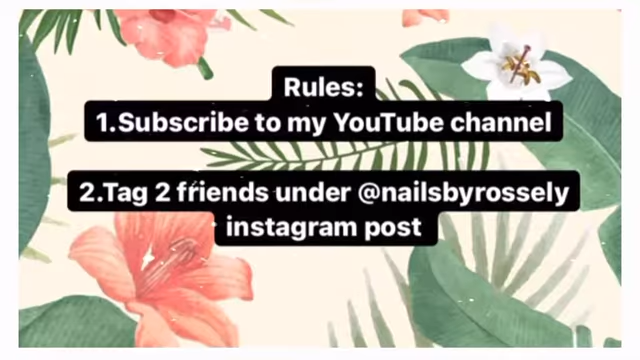 Rules:
1.Subscribe to my YouTube channel
2.Tag 2 friends under @nailsbyrossely
instagram post